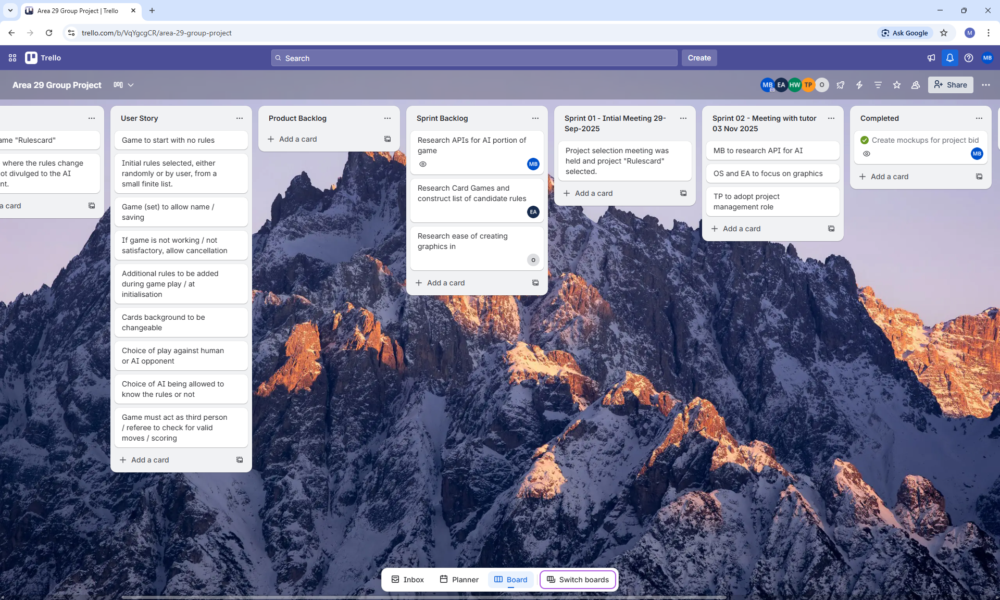 Area 29 Group Project | Trello
trello.com/b/VqYgcgCR/area-29-group-project
Ask Google
M
Trello
Search
Create
MB
Area 29 Group Project
MB
EA
HW
TP
O
Share
ame "Rulescard"
where the rules change
ot divulged to the AI
nt.
a card
User Story
Game to start with no rules
Initial rules selected, either
randomly or by user, from a
small finite list.
Game (set) to allow name /
saving
If game is not working / not
satisfactory, allow cancellation
Additional rules to be added
during game play / at
initialisation
Cards background to be
changeable
Choice of play against human
or AI opponent
Choice of AI being allowed to
know the rules or not
Game must act as third person
/ referee to check for valid
moves / scoring
Add a card
Product Backlog
Add a card
Sprint Backlog
Research APIs for AI portion of
game
MB
Research Card Games and
construct list of candidate rules
EA
Research ease of creating
graphics in
O
Add a card
Sprint 01 - Intial Meeting 29-
Sep-2025
Project selection meeting was
held and project "Rulescard"
selected.
Add a card
Sprint 02 - Meeting with tutor
03 Nov 2025
MB to research API for AI
OS and EA to focus on graphics
TP to adopt project
management role
Add a card
Completed
Create mockups for project bid
MB
Add a card
Inbox
Planner
Board
Switch boards